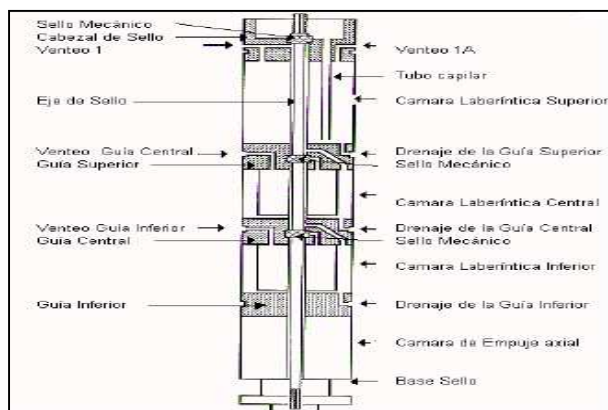 Sello Mecánico
Cabezal de Sello
Venteo 1
Eje de Sello
Venteo Guía Central
Guía Superior
Venteo Guía Inferior
Guía Central
Guía Inferior
Venteo 1A
Tubo capilar
Camara Laberíntica Superior
Drenaje de la Guía Superior
Sello Mecánico
Camara Laberíntica Central
Drenaje de la Guía Central
Sello Mecánico
Camara Laberíntica Inferior
Drenaje de la Guía Inferior
Camara de Empuje axial
Base Sello